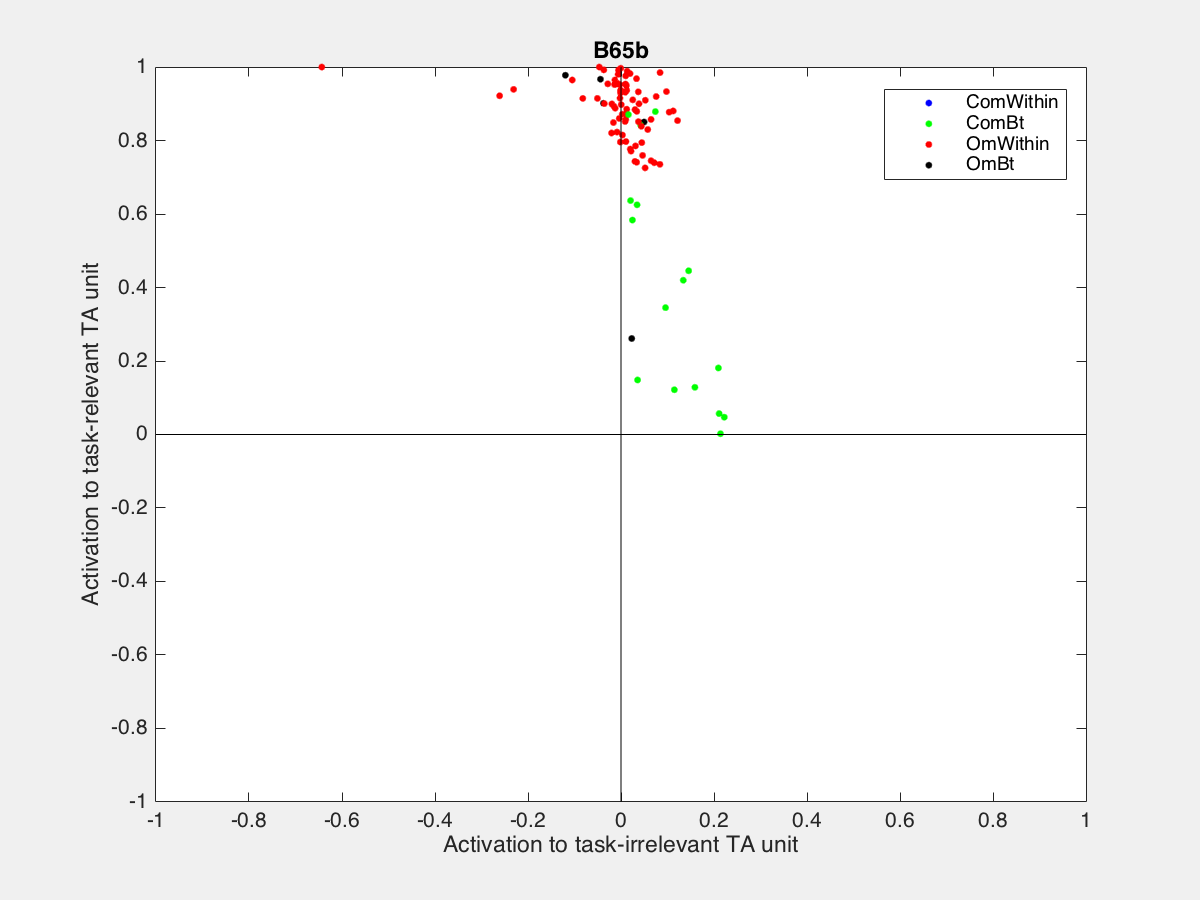 B65b
ComWithin
ComBt
OmWithin
OmBt
Activation to task-relevant TA unit
1
0.8
0.6
0.4
0.2
0
-0.2
-0.4
-0.6
-0.8
-1
-1 -0.8 -0.6 -0.4 -0.2 0 0.2 0.4 0.6 0.8 1
Activation to task-irrelevant TA unit